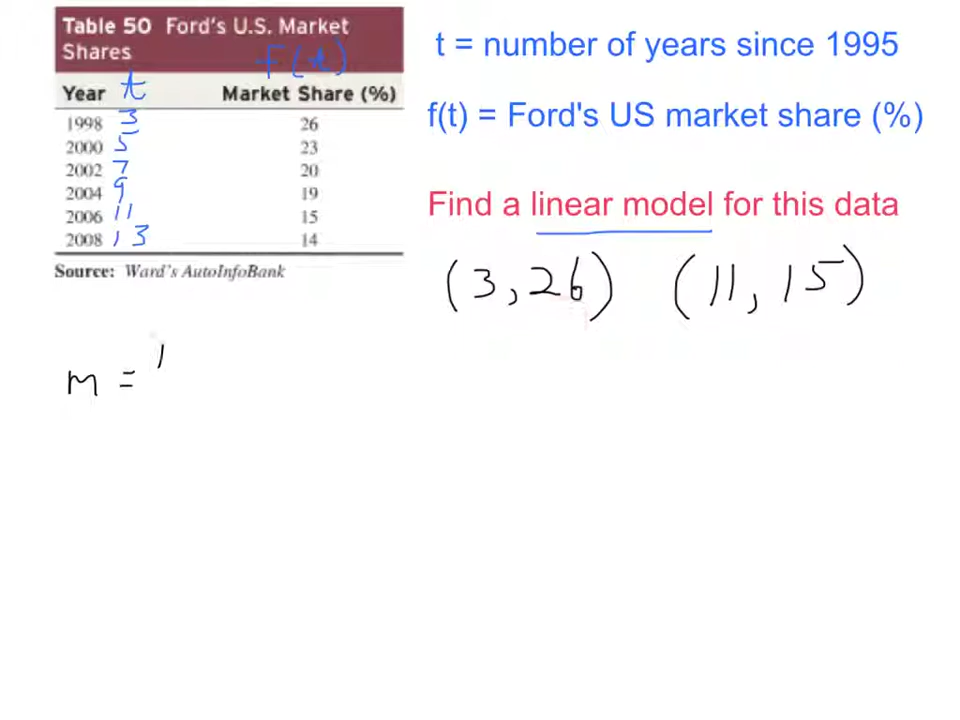 Table 50 Ford's U.S. Market
Shares f(t)
Year t Market Share (%)
1998 3 26
2000 5 23
2002 7 20
2004 9 19
2006 11 15
2008 13 14
Source: Ward's AutoInfoBank
t = number of years since 1995
f(t) = Ford's US market share (%)
Find a linear model for this data
(3, 26) (11, 15)
m = 1